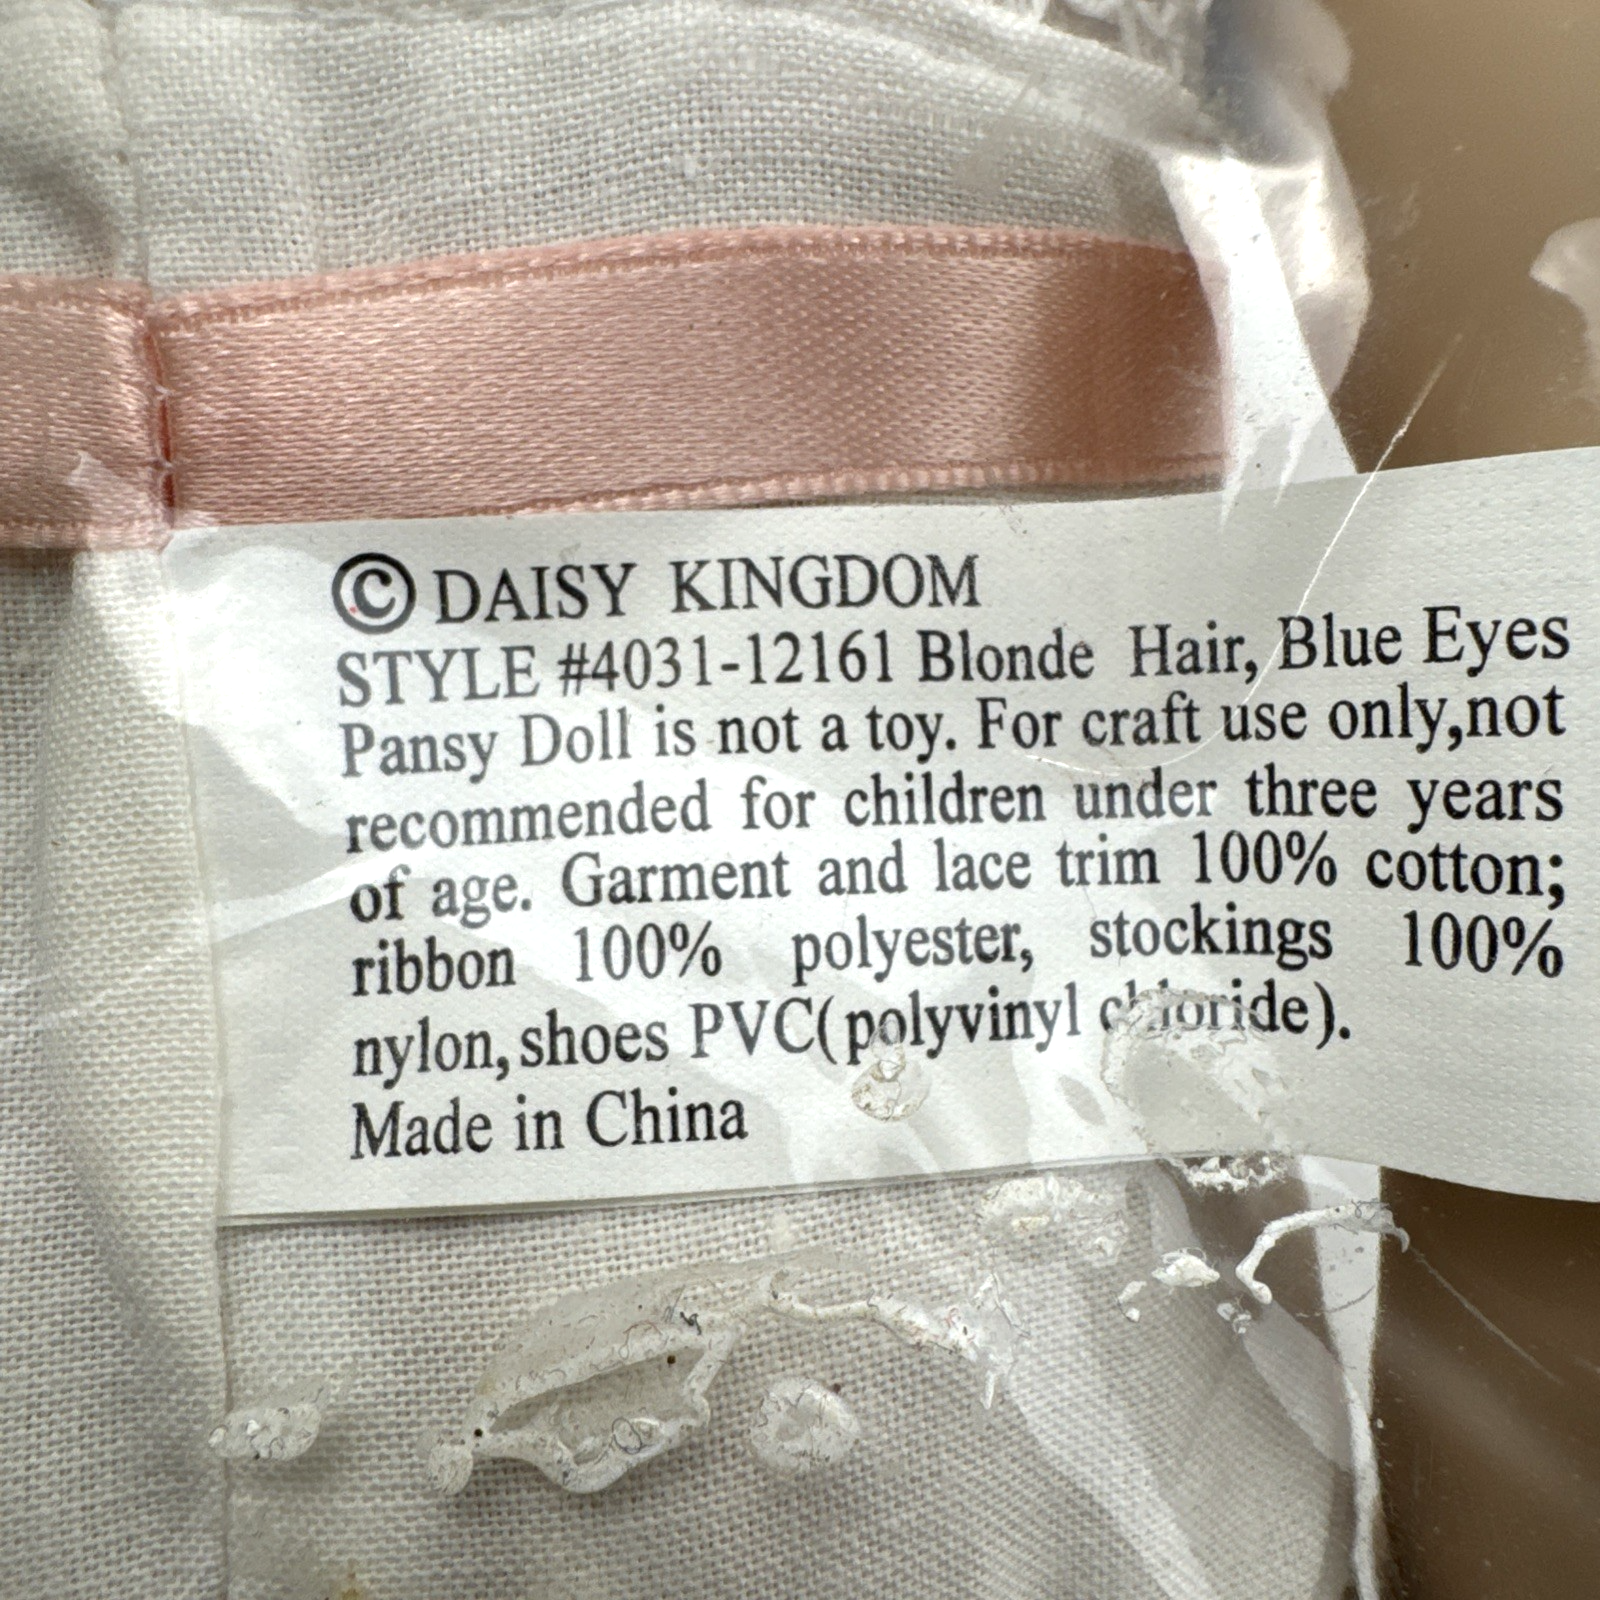 © DAISY KINGDOM
STYLE #4031-12161 Blonde Hair, Blue Eyes
Pansy Doll is not a toy. For craft use only,not
recommended for children under three years
of age. Garment and lace trim 100% cotton;
ribbon 100% polyester, stockings 100%
nylon,shoes PVC(polyvinyl chloride).
Made in China